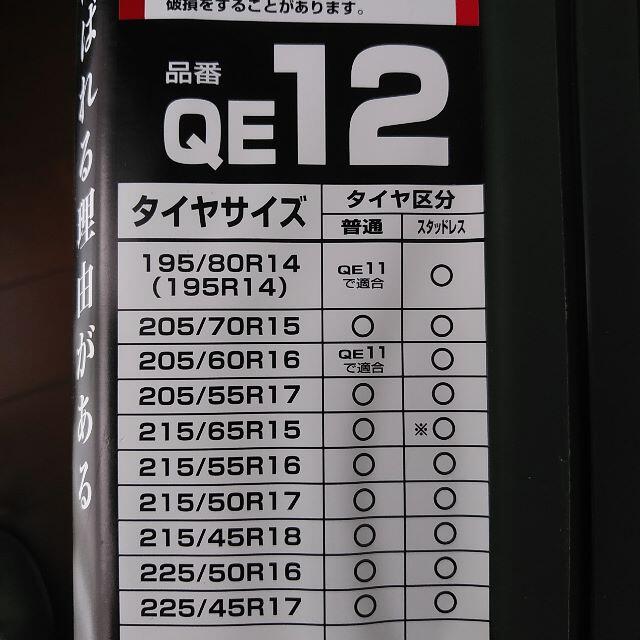 破損をすることがあります。
品番
QE12
タイヤサイズ
タイヤ区分
普通 スタッドレス
195/80R14
(195R14)
QE11
で適合
○
205/70R15 ○ ○
205/60R16
QE11
で適合
○
205/55R17 ○ ○
215/65R15 ○ ※○
215/55R16 ○ ○
215/50R17 ○ ○
215/45R18 ○ ○
225/50R16 ○ ○
225/45R17 ○ ○
ばれる理由がある